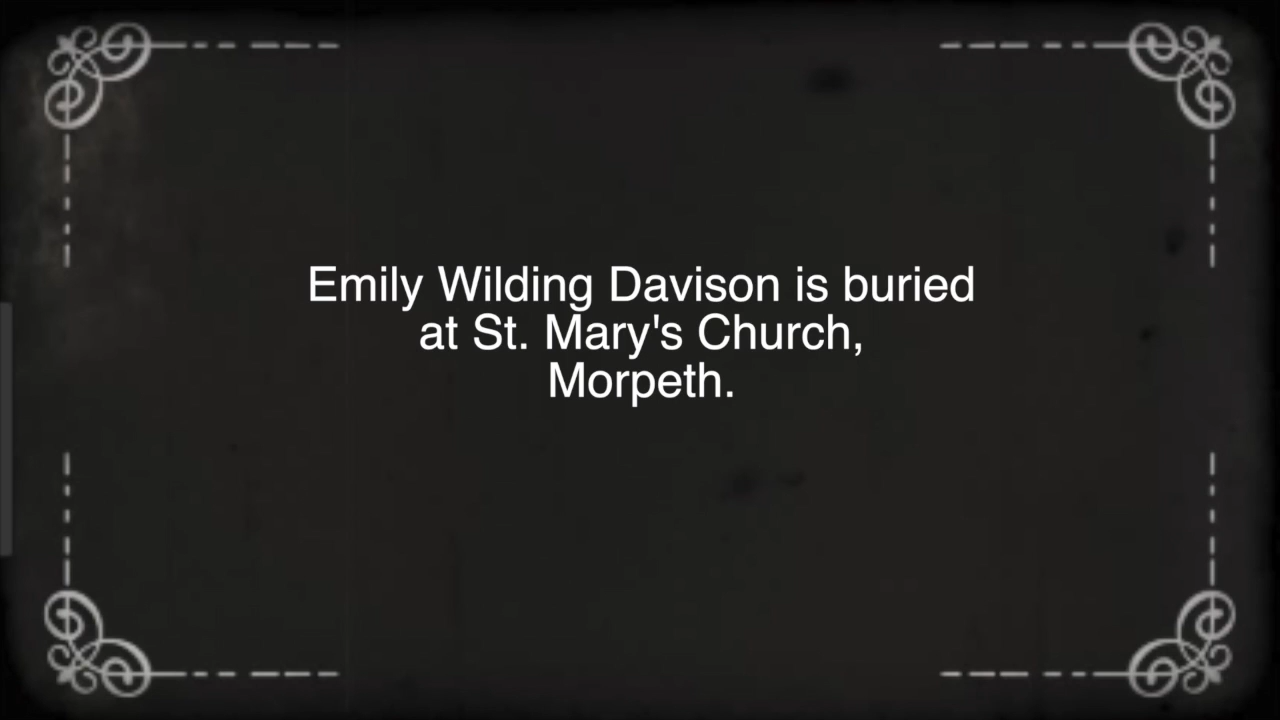 Emily Wilding Davison is buried
at St. Mary's Church,
Morpeth.